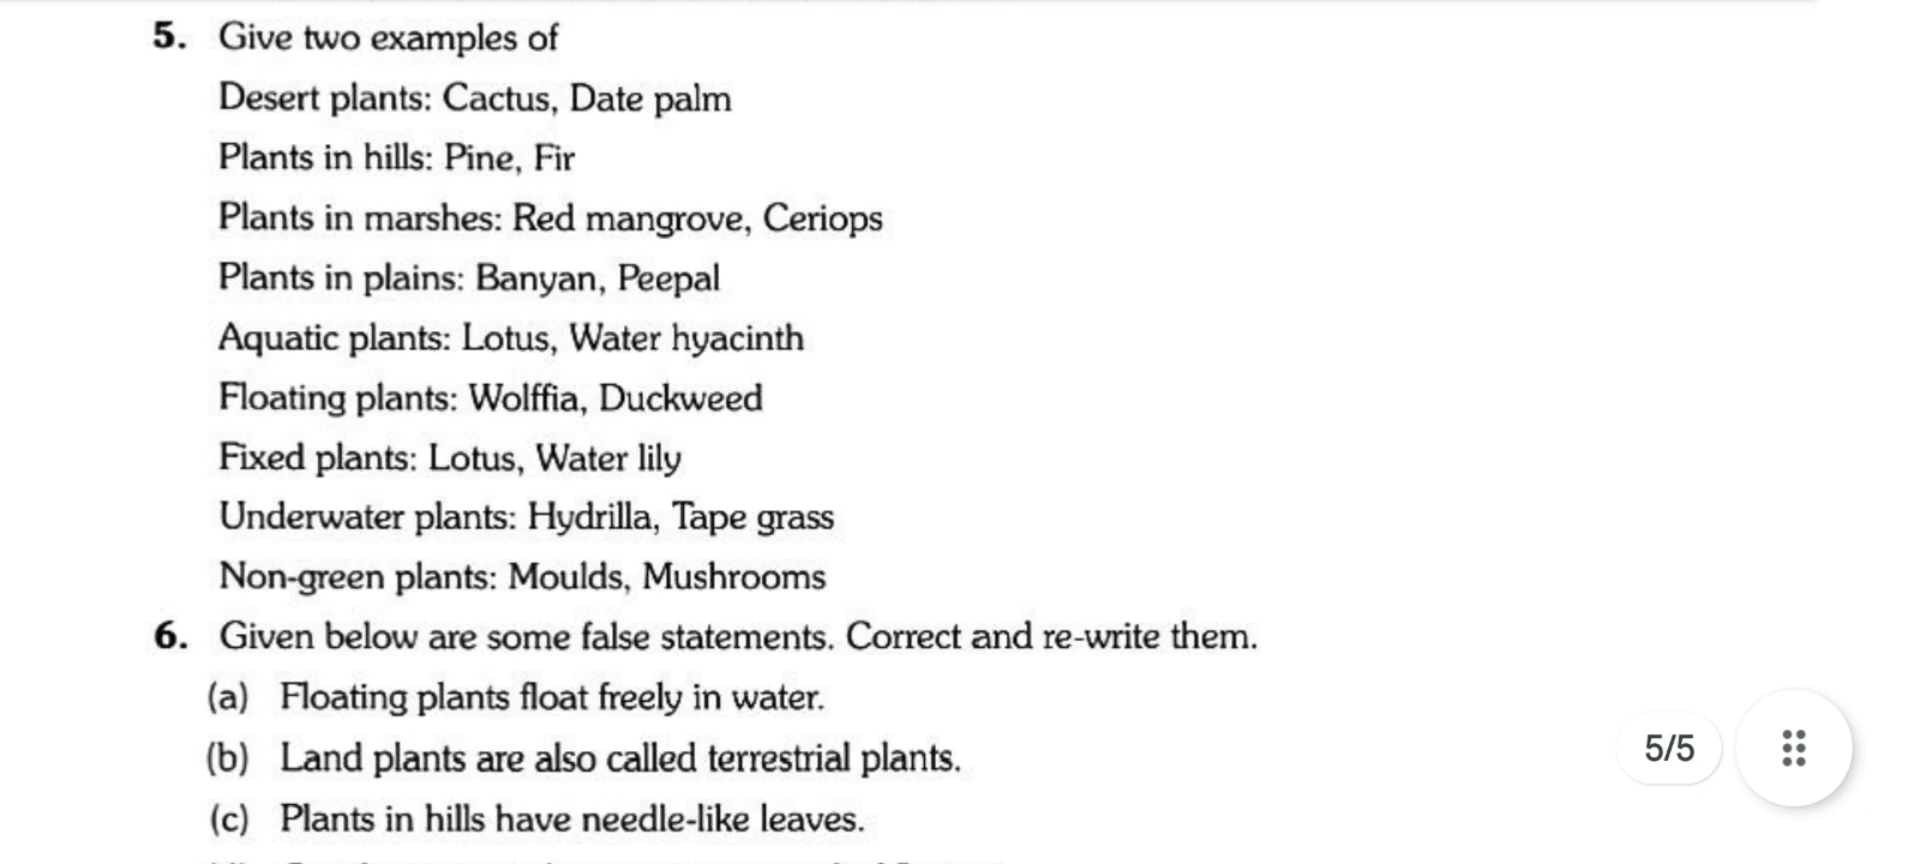 5. Give two examples of
Desert plants: Cactus, Date palm
Plants in hills: Pine, Fir
Plants in marshes: Red mangrove, Ceriops
Plants in plains: Banyan, Peepal
Aquatic plants: Lotus, Water hyacinth
Floating plants: Wolffia, Duckweed
Fixed plants: Lotus, Water lily
Underwater plants: Hydrilla, Tape grass
Non-green plants: Moulds, Mushrooms
6. Given below are some false statements. Correct and re-write them.
(a) Floating plants float freely in water.
(b) Land plants are also called terrestrial plants.
5/5
(c) Plants in hills have needle-like leaves.